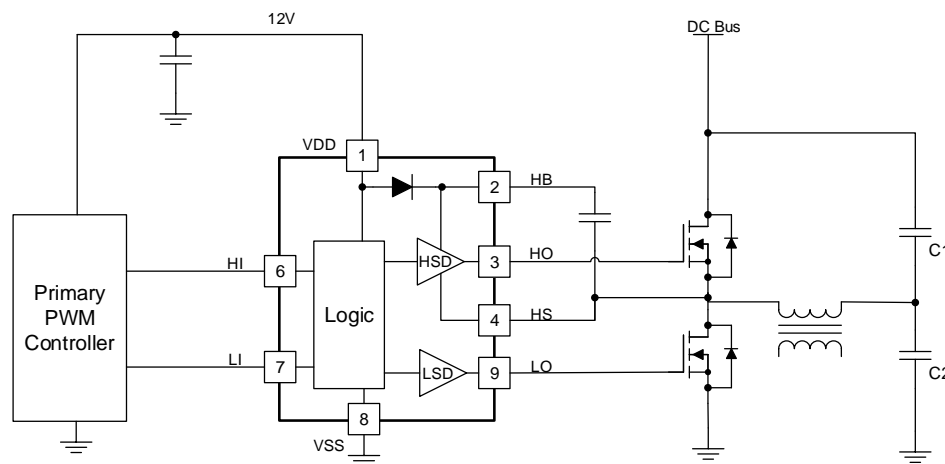 12V
DC Bus
VDD
1
2
HB
C1
HI
6
HSD
3
HO
Primary
PWM
Controller
Logic
4
HS
LI
7
LSD
9
LO
C2
8
VSS